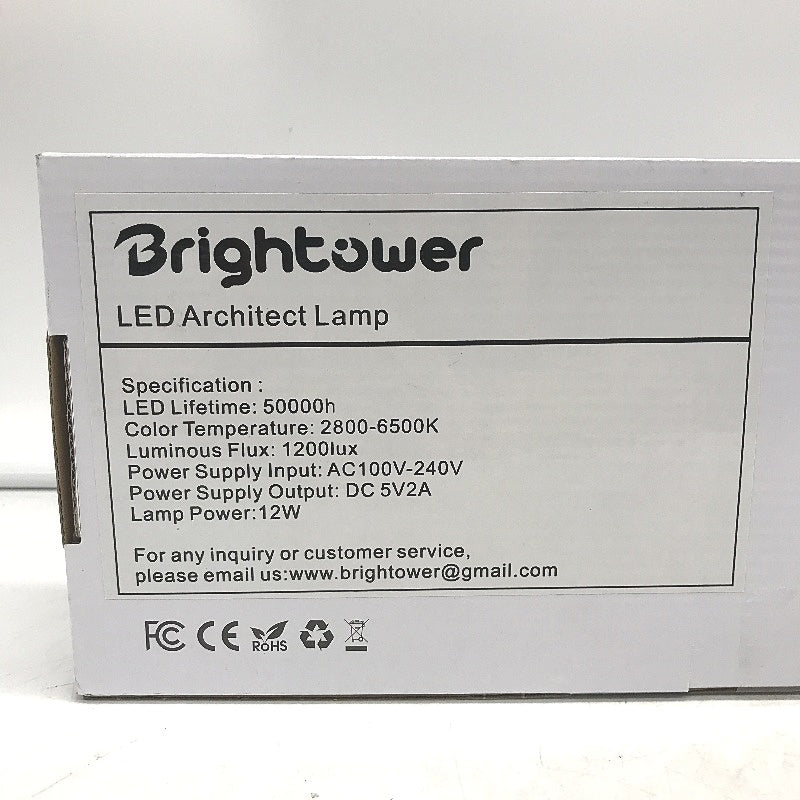 Brightower
LED Architect Lamp
Specification :
LED Lifetime: 50000h
Color Temperature: 2800-6500K
Luminous Flux: 1200lux
Power Supply Input: AC100V-240V
Power Supply Output: DC 5V2A
Lamp Power:12W
For any inquiry or customer service,
please email us:www.brightower@gmail.com
FC CE RoHS